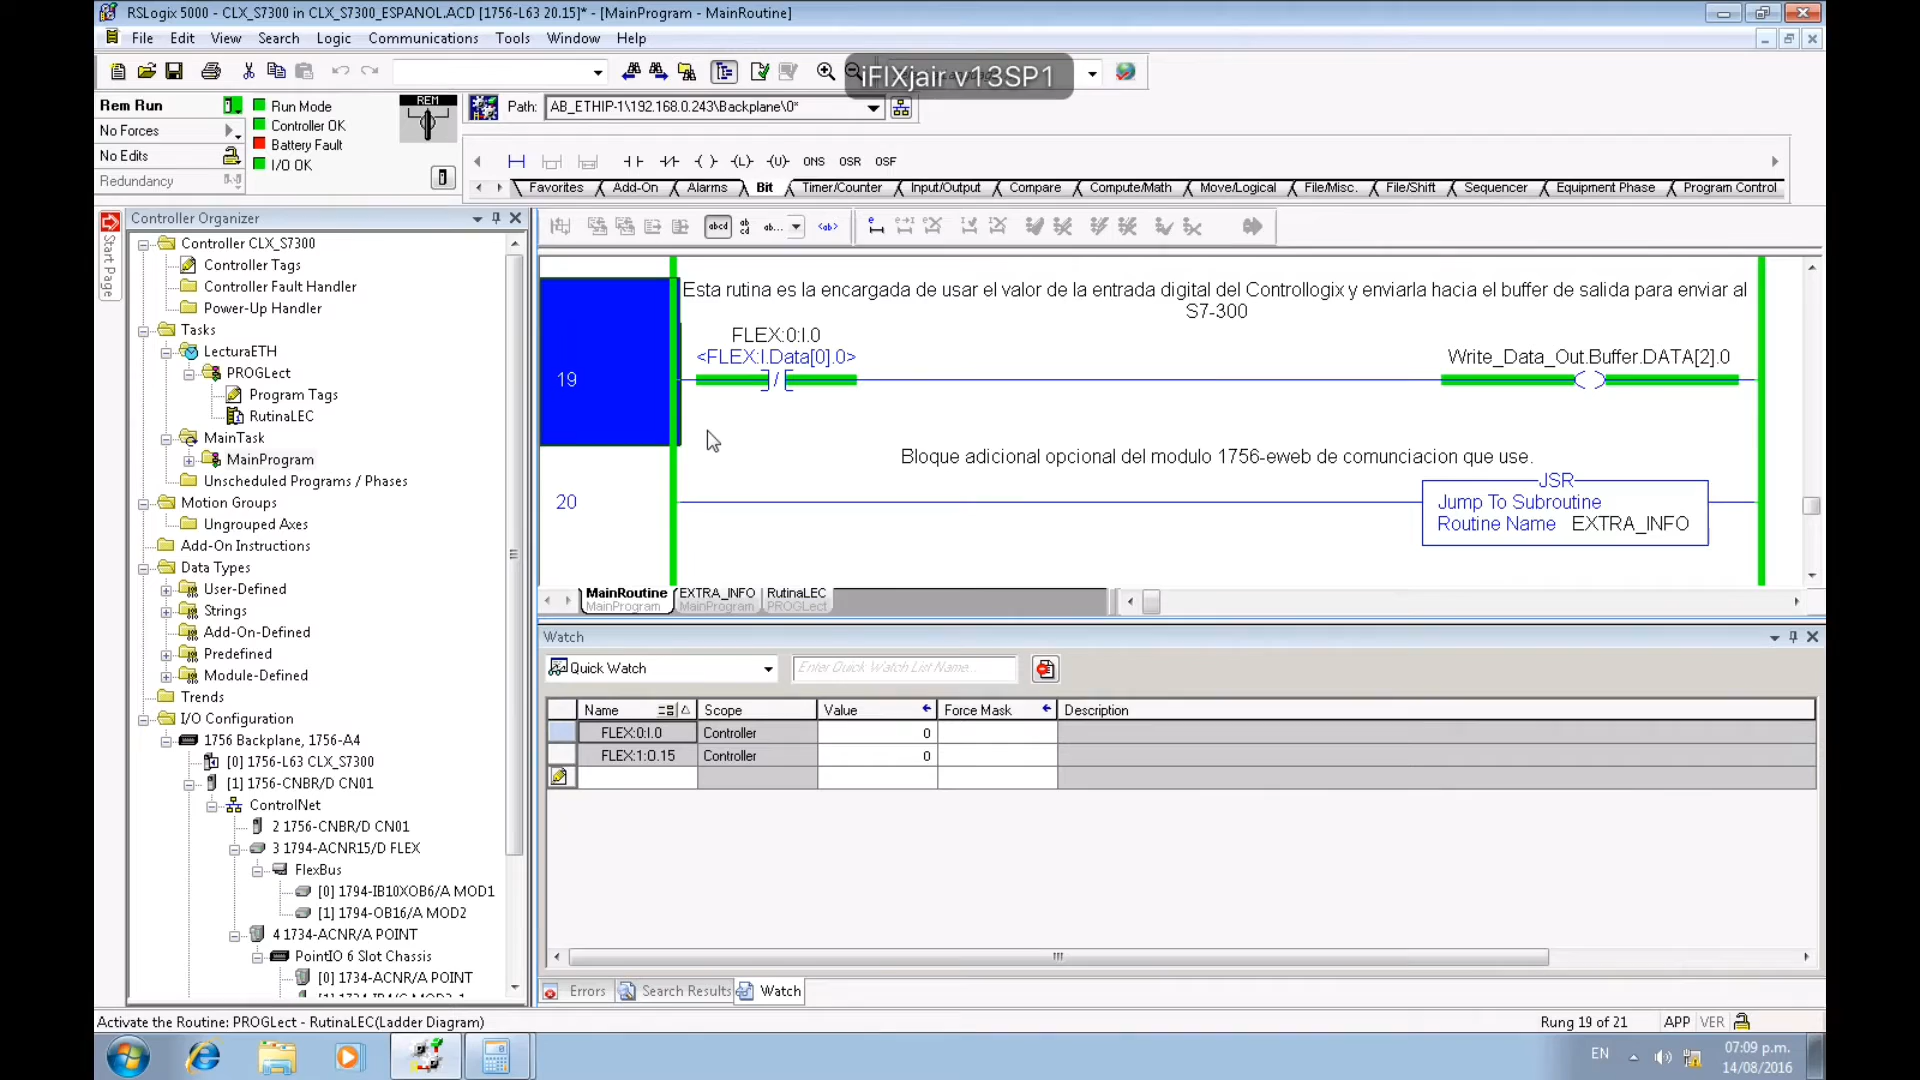 RSLogix 5000 - CLX_S7300 in CLX_S7300_ESPANOL.ACD [1756-L63 20.15]* - [MainProgram - MainRoutine]
File Edit View Search Logic Communications Tools Window Help
iFIXjair v13SP1
Rem Run
No Forces
No Edits
Redundancy
Run Mode
Controller OK
Battery Fault
I/O OK
REM
Path: AB_ETHIP-1\192.168.0.243\Backplane\0*
ONS OSR OSF
Favorites Add-On Alarms Bit Timer/Counter Input/Output Compare Compute/Math Move/Logical File/Misc. File/Shift Sequencer Equipment Phase Program Control
Start Page
Controller Organizer
Controller CLX_S7300
Controller Tags
Controller Fault Handler
Power-Up Handler
Tasks
LecturaETH
PROGLect
Program Tags
RutinaLEC
MainTask
MainProgram
Unscheduled Programs / Phases
Motion Groups
Ungrouped Axes
Add-On Instructions
Data Types
User-Defined
Strings
Add-On-Defined
Predefined
Module-Defined
Trends
I/O Configuration
1756 Backplane, 1756-A4
[0] 1756-L63 CLX_S7300
[1] 1756-CNBR/D CN01
ControlNet
2 1756-CNBR/D CN01
3 1794-ACNR15/D FLEX
FlexBus
[0] 1794-IB10XOB6/A MOD1
[1] 1794-OB16/A MOD2
4 1734-ACNR/A POINT
PointIO 6 Slot Chassis
[0] 1734-ACNR/A POINT
abcd ab cd ab... <ab>
Esta rutina es la encargada de usar el valor de la entrada digital del Controllogix y enviarla hacia el buffer de salida para enviar al
S7-300
FLEX:0:I.0
<FLEX:I.Data[0].0>
Write_Data_Out.Buffer.DATA[2].0
19
Bloque adicional opcional del modulo 1756-eweb de comunciacion que use.
20
JSR
Jump To Subroutine
Routine Name EXTRA_INFO
MainRoutine EXTRA_INFO RutinaLEC
MainProgram MainProgram PROGLect
Watch
Quick Watch Enter Quick Watch List Name...
Name Scope Value Force Mask Description
FLEX:0:I.0 Controller 0
FLEX:1:O.15 Controller 0
Errors Search Results Watch
Activate the Routine: PROGLect - RutinaLEC(Ladder Diagram)
Rung 19 of 21 APP VER
EN
07:09 p.m.
14/08/2016